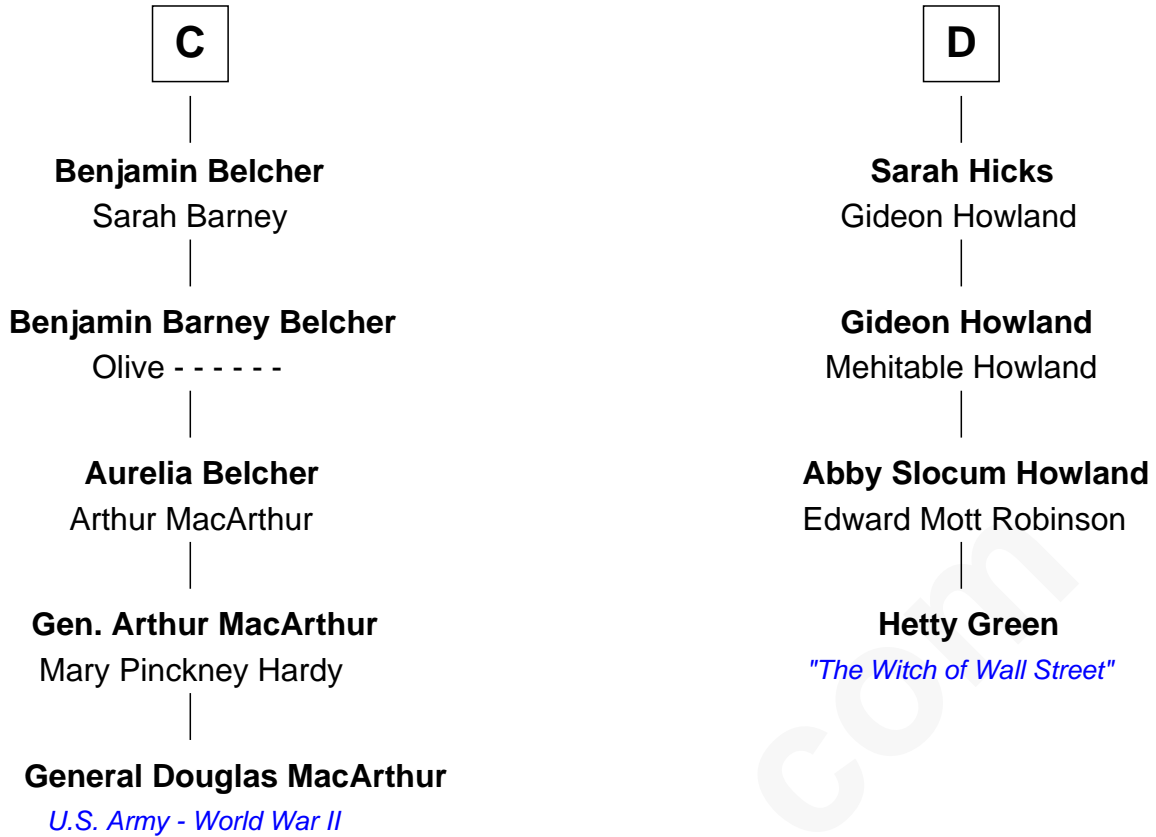 C
Benjamin Belcher
Sarah Barney
Benjamin Barney Belcher
Olive - - - - - -
Aurelia Belcher
Arthur MacArthur
Gen. Arthur MacArthur
Mary Pinckney Hardy
General Douglas MacArthur
U.S. Army - World War II
D
Sarah Hicks
Gideon Howland
Gideon Howland
Mehitable Howland
Abby Slocum Howland
Edward Mott Robinson
Hetty Green
"The Witch of Wall Street"
com